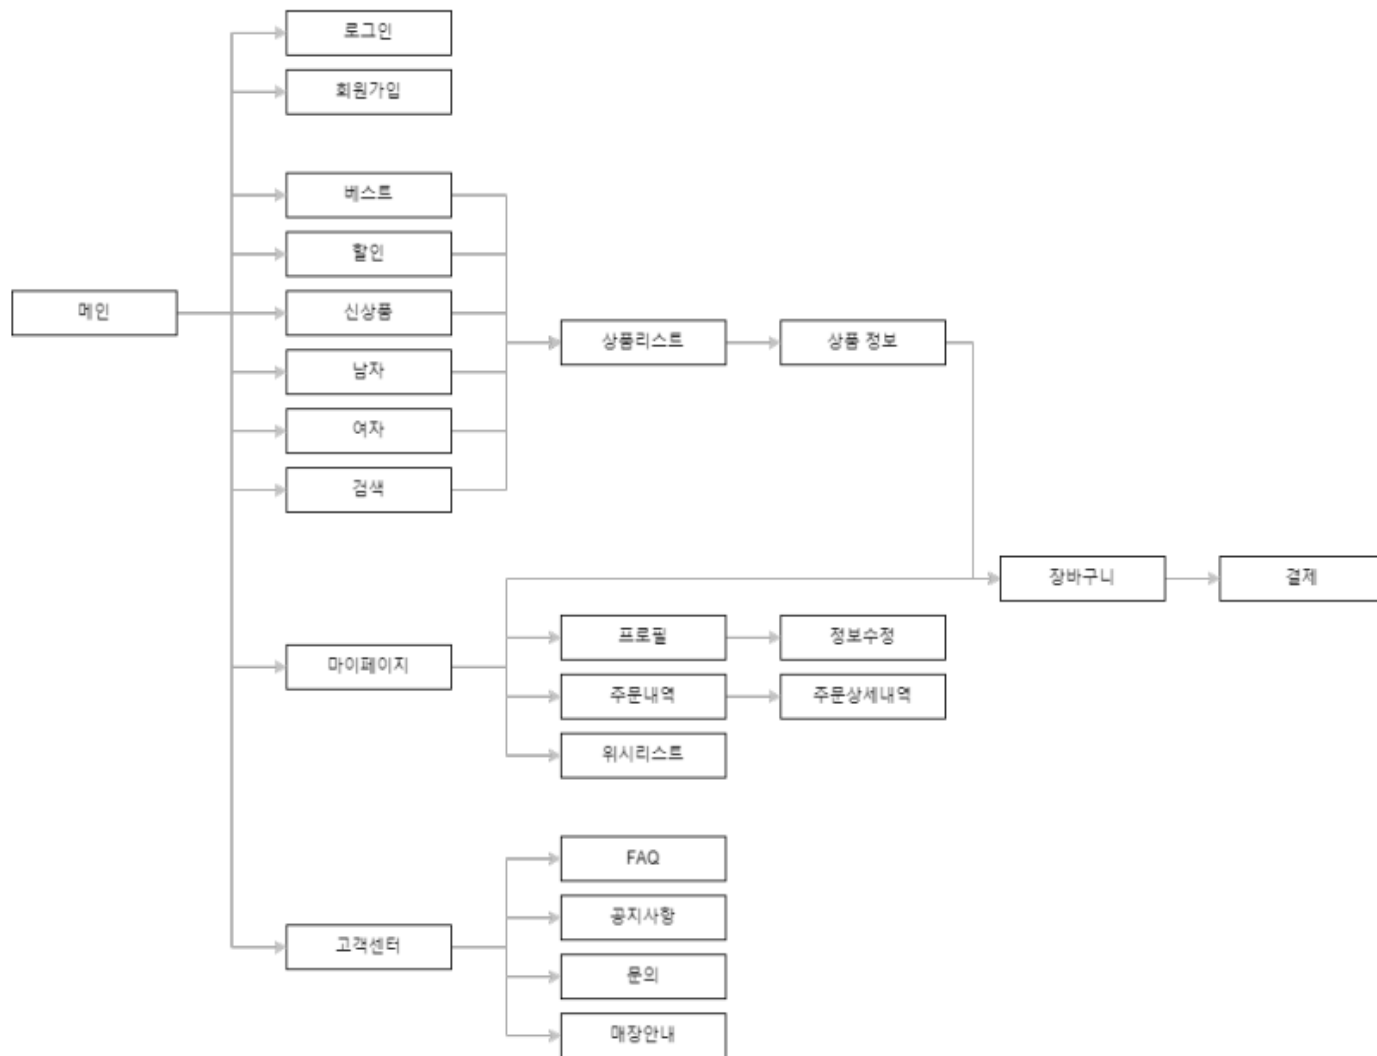 로그인
회원가입
베스트
할인
메인
신상품
상품리스트
상품 정보
남자
여자
검색
장바구니
결제
프로필
정보수정
마이페이지
주문내역
주문상세내역
위시리스트
FAQ
공지사항
고객센터
문의
매장안내